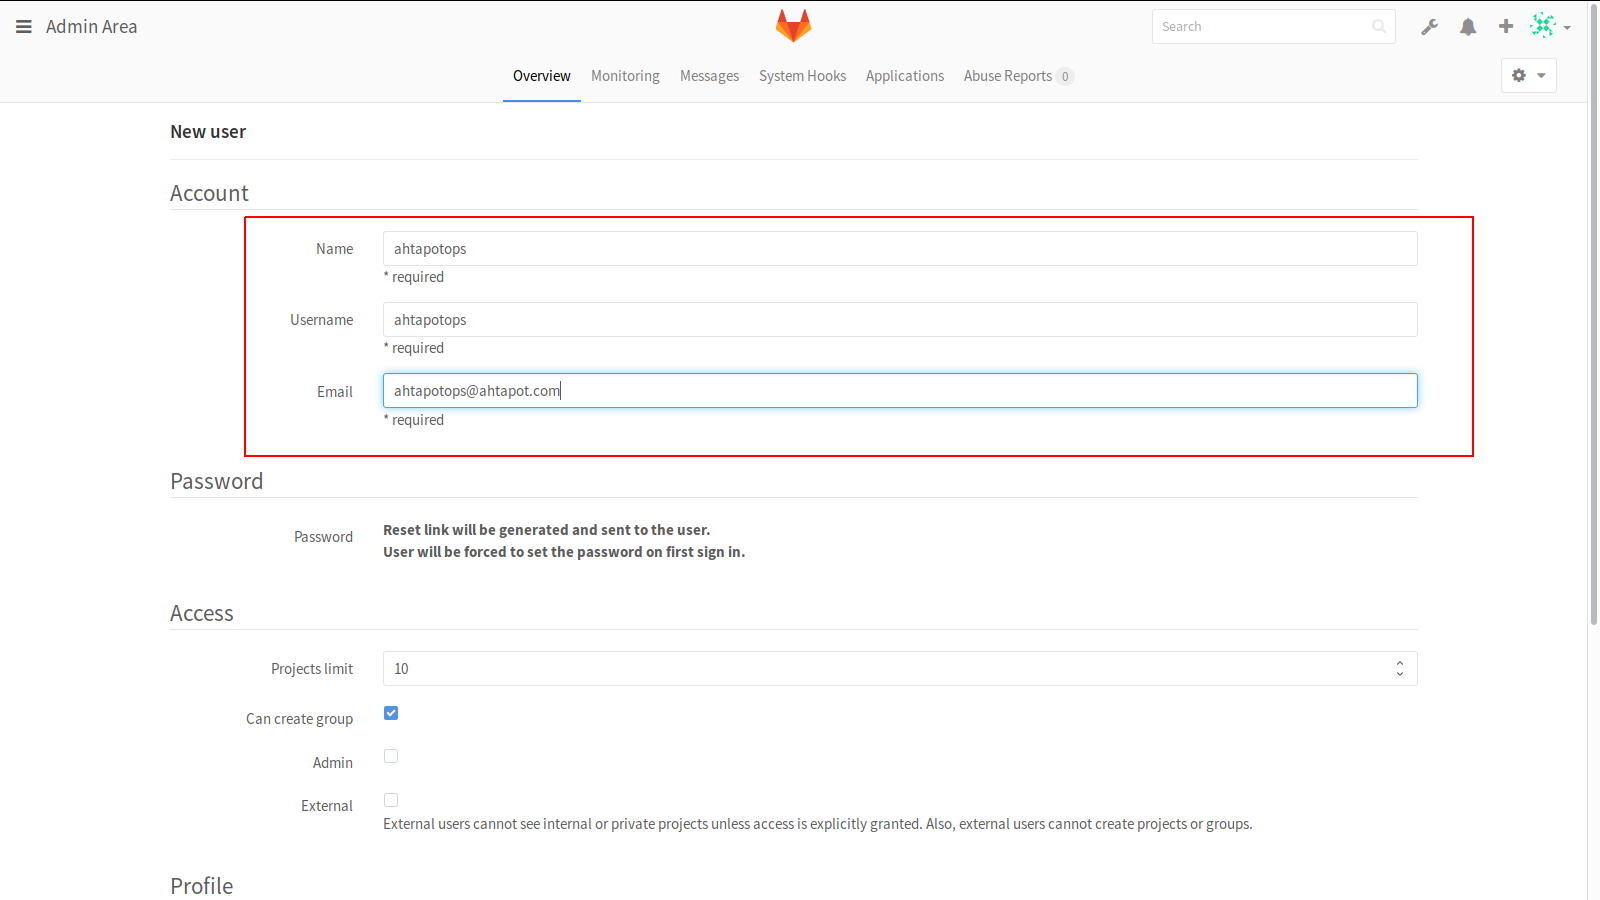 Admin Area
Search
Overview Monitoring Messages System Hooks Applications Abuse Reports 0
New user
Account
Name ahtapotops
* required
Username ahtapotops
* required
Email ahtapotops@ahtapot.com
* required
Password
Password Reset link will be generated and sent to the user.
User will be forced to set the password on first sign in.
Access
Projects limit 10
Can create group
Admin
External
External users cannot see internal or private projects unless access is explicitly granted. Also, external users cannot create projects or groups.
Profile